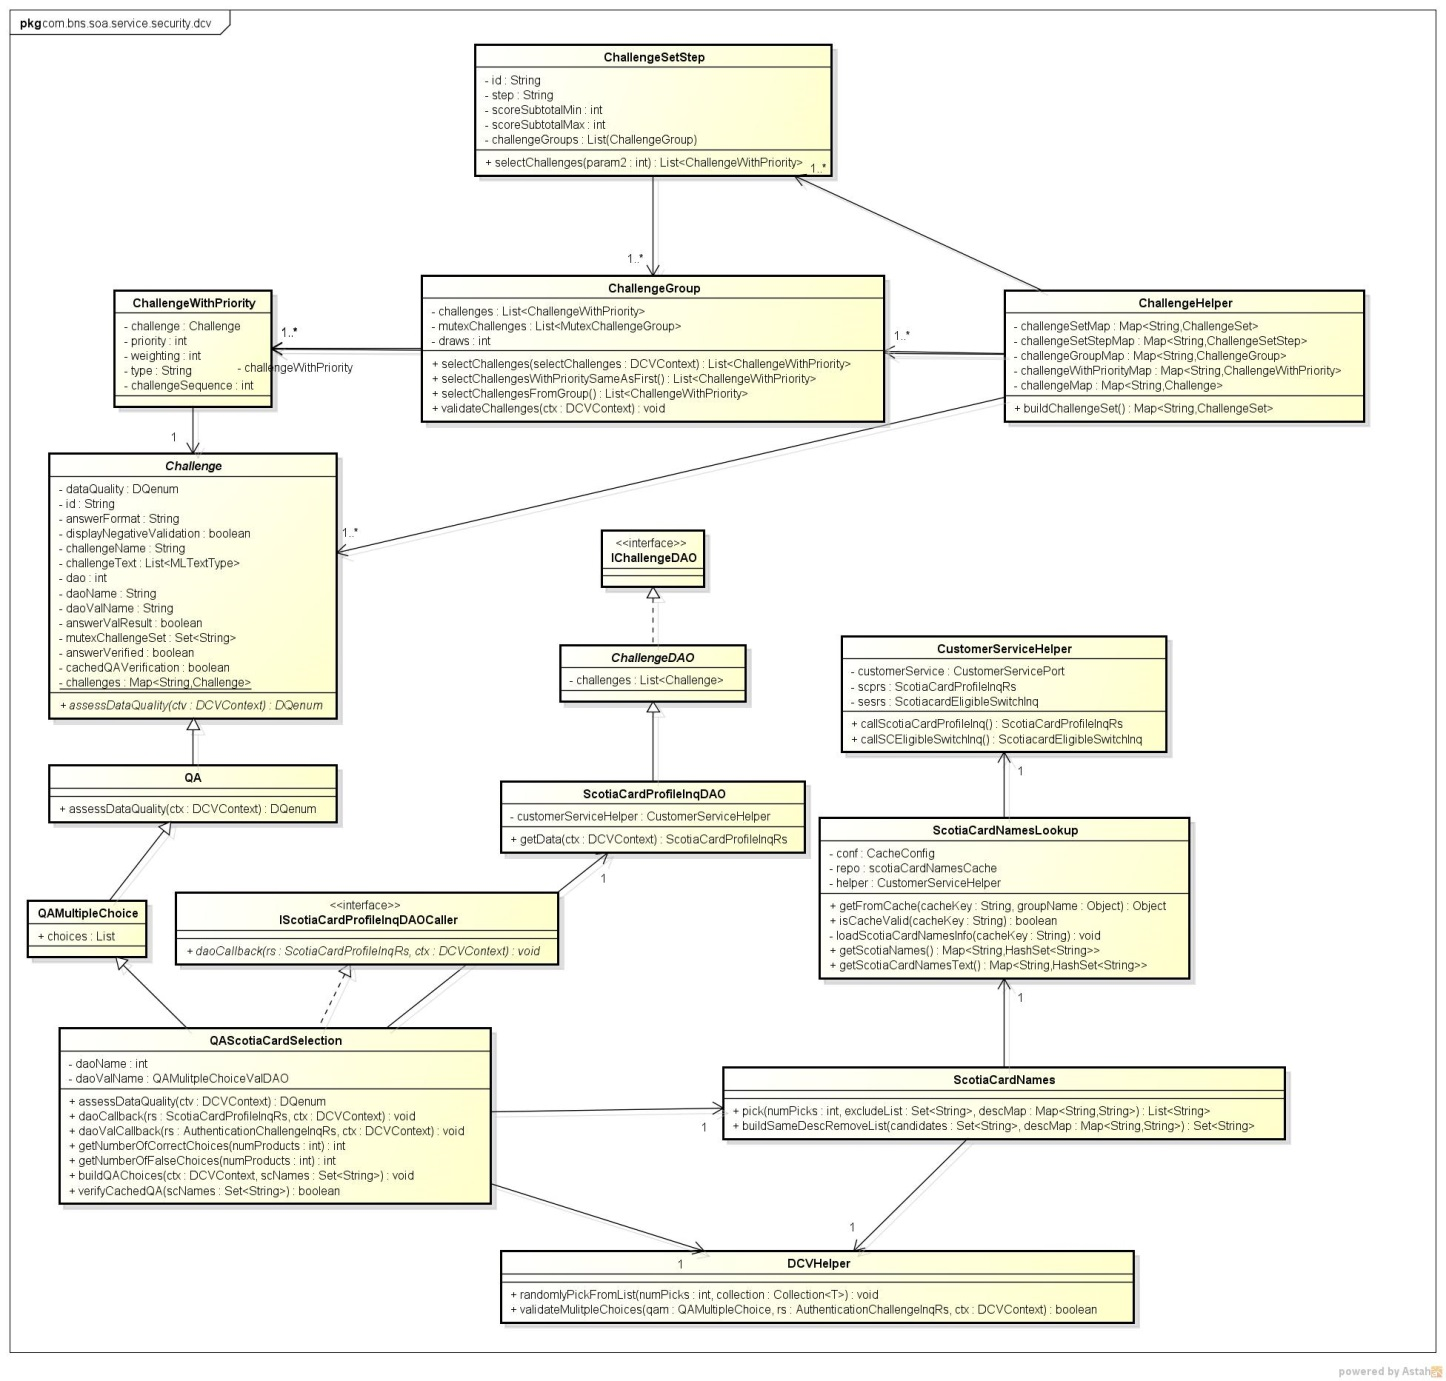 pkg com.bns.soa.service.security.dcv
ChallengeSetStep
- id : String
- step : String
- scoreSubtotalMin : int
- scoreSubtotalMax : int
- challengeGroups : List(ChallengeGroup)
+ selectChallenges(param2 : int) : List<ChallengeWithPriority>
1..*
1..*
ChallengeWithPriority
- challenge : Challenge
- priority : int
- weighting : int
- type : String
- challengeSequence : int
1..*
- challengeWithPriority
ChallengeGroup
- challenges : List<ChallengeWithPriority>
- mutexChallenges : List<MutexChallengeGroup>
- draws : int
+ selectChallenges(selectChallenges : DCVContext) : List<ChallengeWithPriority>
+ selectChallengesWithPrioritySameAsFirst() : List<ChallengeWithPriority>
+ selectChallengesFromGroup() : List<ChallengeWithPriority>
+ validateChallenges(ctx : DCVContext) : void
1..*
ChallengeHelper
- challengeSetMap : Map<String,ChallengeSet>
- challengeSetStepMap : Map<String,ChallengeSetStep>
- challengeGroupMap : Map<String,ChallengeGroup>
- challengeWithPriorityMap : Map<String,ChallengeWithPriority>
- challengeMap : Map<String,Challenge>
+ buildChallengeSet() : Map<String,ChallengeSet>
1
Challenge
- dataQuality : DQenum
- id : String
- answerFormat : String
- displayNegativeValidation : boolean
- challengeName : String
- challengeText : List<MLTextType>
- dao : int
- daoName : String
- daoValName : String
- answerValResult : boolean
- mutexChallengeSet : Set<String>
- answerVerified : boolean
- cachedQAVerification : boolean
- challenges : Map<String,Challenge>
+ assessDataQuality(ctv : DCVContext) : DQenum
1..*
<<interface>>
IChallengeDAO
ChallengeDAO
- challenges : List<Challenge>
CustomerServiceHelper
- customerService : CustomerServicePort
- scprs : ScotiaCardProfileInqRs
- sesrs : ScotiacardEligibleSwitchInq
+ callScotiaCardProfileInq() : ScotiaCardProfileInqRs
+ callSCEligibleSwitchInq() : ScotiacardEligibleSwitchInq
1
QA
+ assessDataQuality(ctx : DCVContext) : DQenum
ScotiaCardProfileInqDAO
- customerServiceHelper : CustomerServiceHelper
+ getData(ctx : DCVContext) : ScotiaCardProfileInqRs
1
ScotiaCardNamesLookup
- conf : CacheConfig
- repo : scotiaCardNamesCache
- helper : CustomerServiceHelper
+ getFromCache(cacheKey : String, groupName : Object) : Object
+ isCacheValid(cacheKey : String) : boolean
- loadScotiaCardNamesInfo(cacheKey : String) : void
+ getScotiaNames() : Map<String,HashSet<String>>
+ getScotiaCardNamesText() : Map<String,HashSet<String>>
1
QAMultipleChoice
+ choices : List
<<interface>>
IScotiaCardProfileInqDAOCaller
+ daoCallback(rs : ScotiaCardProfileInqRs, ctx : DCVContext) : void
QAScotiaCardSelection
- daoName : int
- daoValName : QAMulitpleChoiceValDAO
+ assessDataQuality(ctv : DCVContext) : DQenum
+ daoCallback(rs : ScotiaCardProfileInqRs, ctx : DCVContext) : void
+ daoValCallback(rs : AuthenticationChallengeInqRs, ctx : DCVContext) : void
+ getNumberOfCorrectChoices(numProducts : int) : int
+ getNumberOfFalseChoices(numProducts : int) : int
+ buildQAChoices(ctx : DCVContext, scNames : Set<String>) : void
+ verifyCachedQA(scNames : Set<String>) : boolean
1
ScotiaCardNames
+ pick(numPicks : int, excludeList : Set<String>, descMap : Map<String,String>) : List<String>
+ buildSameDescRemoveList(candidates : Set<String>, descMap : Map<String,String>) : Set<String>
1
1
DCVHelper
+ randomlyPickFromList(numPicks : int, collection : Collection<T>) : void
+ validateMulitpleChoices(qam : QAMultipleChoice, rs : AuthenticationChallengeInqRs, ctx : DCVContext) : boolean
powered by Astah